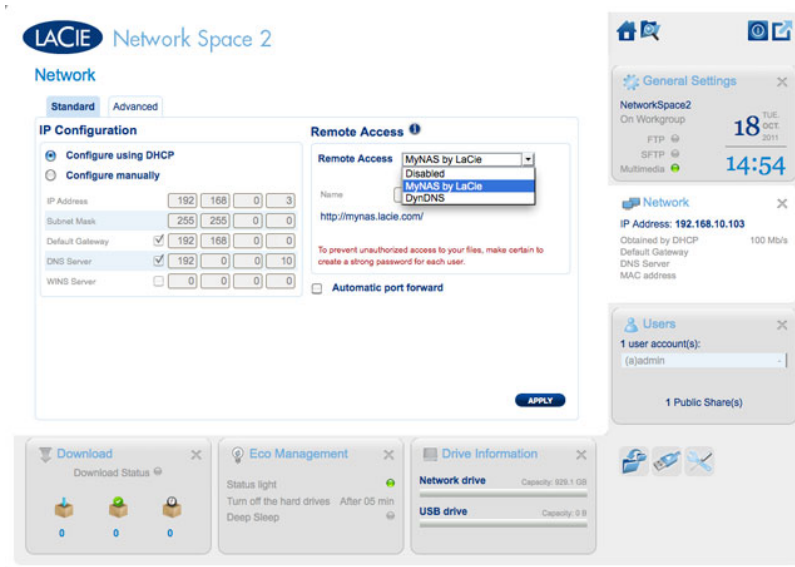 LACIE Network Space 2
Network
Standard Advanced
IP Configuration
Configure using DHCP
Configure manually
IP Address 192 168 0 3
Subnet Mask 255 255 0 0
Default Gateway 192 168 0 0
DNS Server 192 0 0 10
WINS Server 0 0 0 0
Remote Access i
Remote Access MyNAS by LaCie
Disabled
MyNAS by LaCie
DynDNS
Name
http://mynas.lacie.com/
To prevent unauthorized access to your files, make certain to
create a strong password for each user.
Automatic port forward
APPLY
General Settings X
NetworkSpace2
On Workgroup
FTP
SFTP
Multimedia
18 TUE.
OCT.
2011
14:54
Network X
IP Address: 192.168.10.103
Obtained by DHCP 100 Mb/s
Default Gateway
DNS Server
MAC address
Users X
1 user account(s):
(a)admin -
1 Public Share(s)
Download X
Download Status
0 0 0
Eco Management X
Status light
Turn off the hard drives After 05 min
Deep Sleep
Drive Information X
Network drive Capacity: 929.1 GB
USB drive Capacity: 0 B